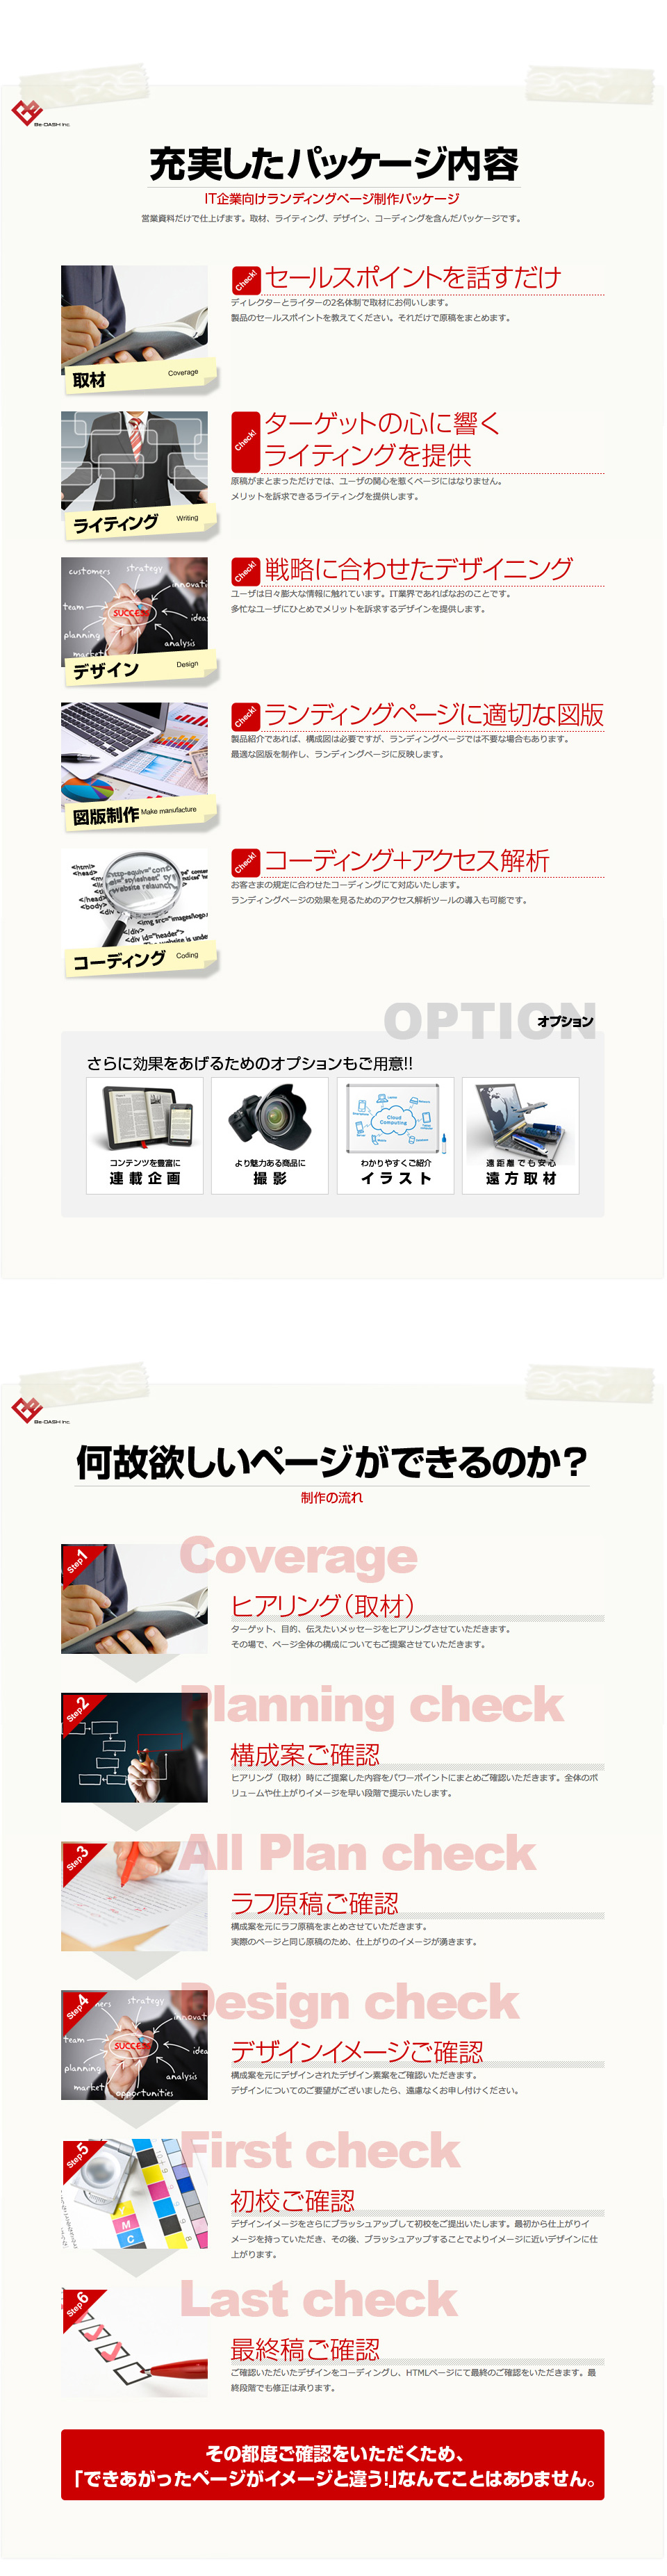 Be-DASH Inc.
充実したパッケージ内容
IT企業向けランディングページ制作パッケージ
営業資料だけで仕上げます。取材、ライティング、デザイン、コーディングを含んだパッケージです。
Check!
セールスポイントを話すだけ
ディレクターとライターの2名体制で取材にお伺いします。
製品のセールスポイントを教えてください。それだけで原稿をまとめます。
取材 Coverage
Check!
ターゲットの心に響く
ライティングを提供
原稿がまとまっただけでは、ユーザの関心を惹くページにはなりません。
メリットを訴求できるライティングを提供します。
ライティング Writing
Check!
戦略に合わせたデザイニング
ユーザは日々膨大な情報に触れています。IT業界であればなおのことです。
多忙なユーザにひとめでメリットを訴求するデザインを提供します。
customers
strategy
innovati
team
SUCCESS
ideas
planning
analysis
market
デザイン Design
Check!
ランディングページに適切な図版
製品紹介であれば、構成図は必要ですが、ランディングページでは不要な場合もあります。
最適な図版を制作し、ランディングページに反映します。
図版制作 Make manufacture
Check!
コーディング+アクセス解析
お客さまの規定に合わせたコーディングにて対応いたします。
ランディングページの効果を見るためのアクセス解析ツールの導入も可能です。
<html>
<head>
http-equiv="cont
website relaunch
</head>
<body>
<div
<img src="images/logo.
<div id="header">
コーディング Coding
OPTION
オプション
さらに効果をあげるためのオプションもご用意!!
コンテンツを豊富に
連載企画
より魅力ある商品に
撮影
Cloud
Computing
わかりやすくご紹介
イラスト
遠距離でも安心
遠方取材
Be-DASH Inc.
何故欲しいページができるのか？
制作の流れ
Step1
Coverage
ヒアリング（取材）
ターゲット、目的、伝えたいメッセージをヒアリングさせていただきます。
その場で、ページ全体の構成についてもご提案させていただきます。
Step2
Planning check
構成案ご確認
ヒアリング（取材）時にご提案した内容をパワーポイントにまとめご確認いただきます。全体のボ
リュームや仕上がりイメージを早い段階で提示いたします。
Step3
All Plan check
ラフ原稿ご確認
構成案を元にラフ原稿をまとめさせていただきます。
実際のページと同じ原稿のため、仕上がりのイメージが湧きます。
Step4
Design check
デザインイメージご確認
構成案を元にデザインされたデザイン素案をご確認いただきます。
デザインについてのご要望がございましたら、遠慮なくお申し付けください。
mers
strategy
innovat
team
SUCCESS
idea
planning
analysis
market
opportunities
Step5
First check
初校ご確認
デザインイメージをさらにブラッシュアップして初校をご提出いたします。最初から仕上がりイ
メージを持っていただき、その後、ブラッシュアップすることでよりイメージに近いデザインに仕
上がります。
Y
M
C
Step6
Last check
最終稿ご確認
ご確認いただいたデザインをコーディングし、HTMLページにて最終のご確認をいただきます。最
終段階でも修正は承ります。
その都度ご確認をいただくため、
「できあがったページがイメージと違う！」なんてことはありません。